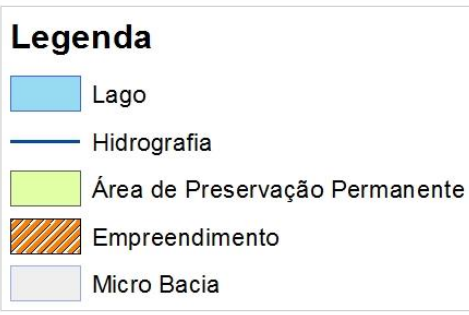 Legenda
Lago
Hidrografia
Área de Preservação Permanente
Empreendimento
Micro Bacia